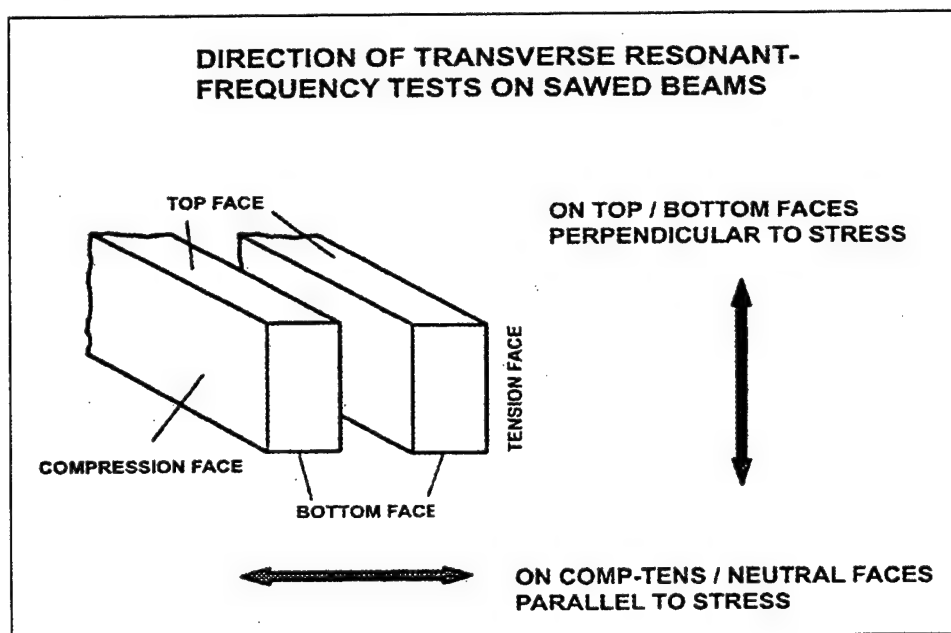 DIRECTION OF TRANSVERSE RESONANT-
FREQUENCY TESTS ON SAWED BEAMS
TOP FACE
ON TOP / BOTTOM FACES
PERPENDICULAR TO STRESS
TENSION FACE
COMPRESSION FACE
BOTTOM FACE
ON COMP-TENS / NEUTRAL FACES
PARALLEL TO STRESS